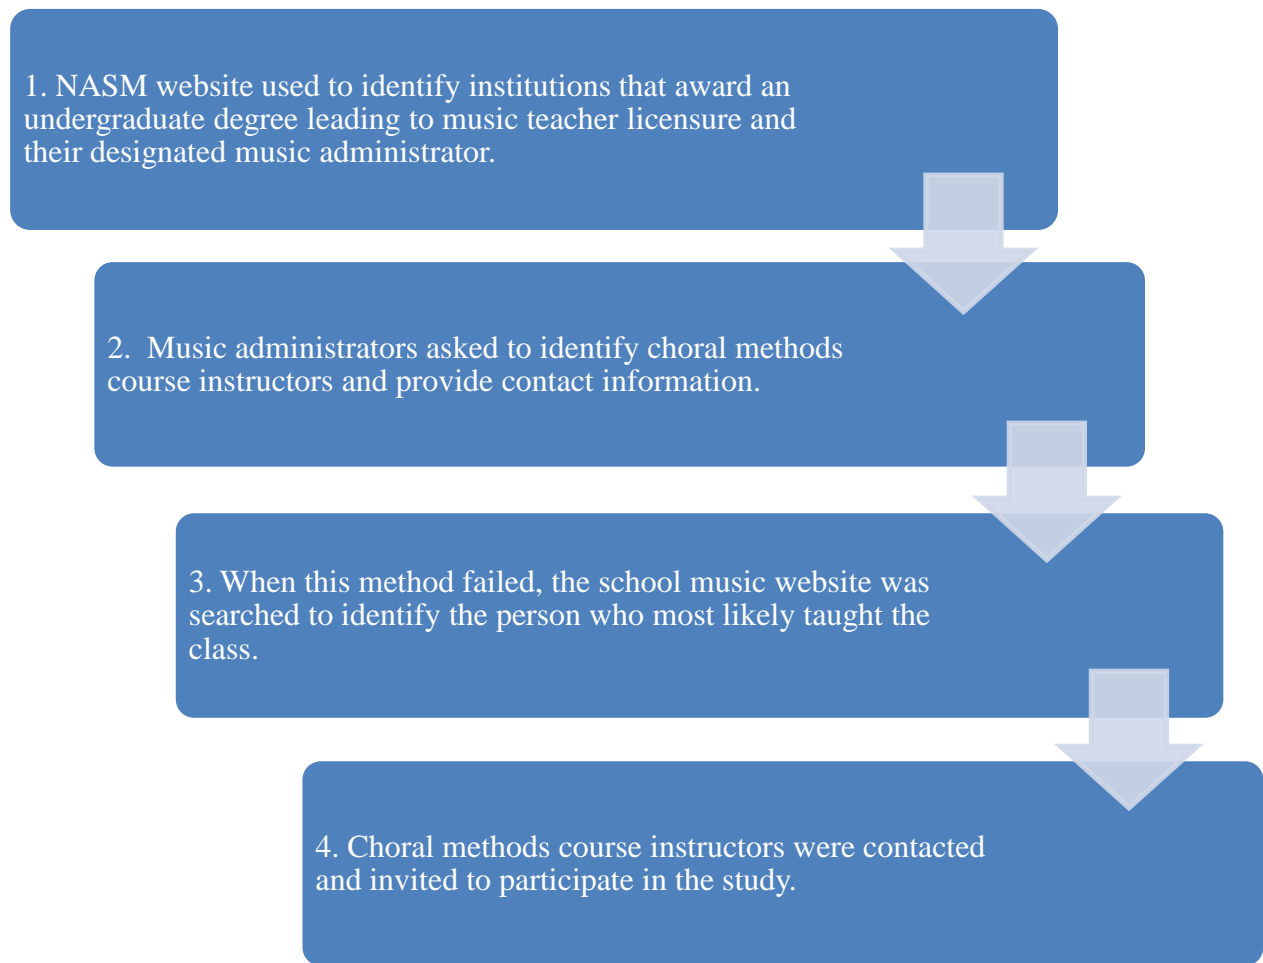 1. NASM website used to identify institutions that award an
undergraduate degree leading to music teacher licensure and
their designated music administrator.
2.  Music administrators asked to identify choral methods
course instructors and provide contact information.
3. When this method failed, the school music website was
searched to identify the person who most likely taught the
class.
4. Choral methods course instructors were contacted
and invited to participate in the study.